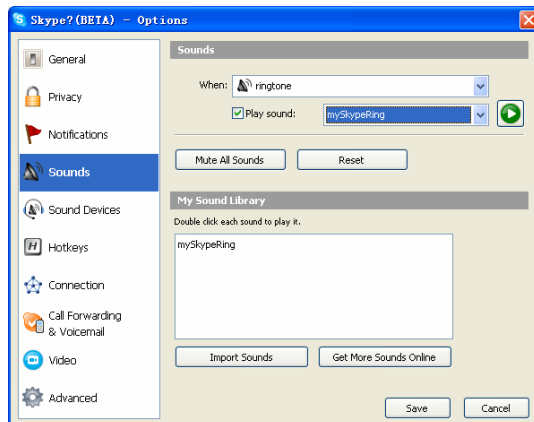 Skype?(BETA) - Options
General
Privacy
Notifications
Sounds
Sound Devices
H Hotkeys
Connection
Call Forwarding
& Voicemail
Video
Advanced
Sounds
When: ringtone
Play sound: mySkypeRing
Mute All Sounds Reset
My Sound Library
Double click each sound to play it.
mySkypeRing
Import Sounds Get More Sounds Online
Save Cancel